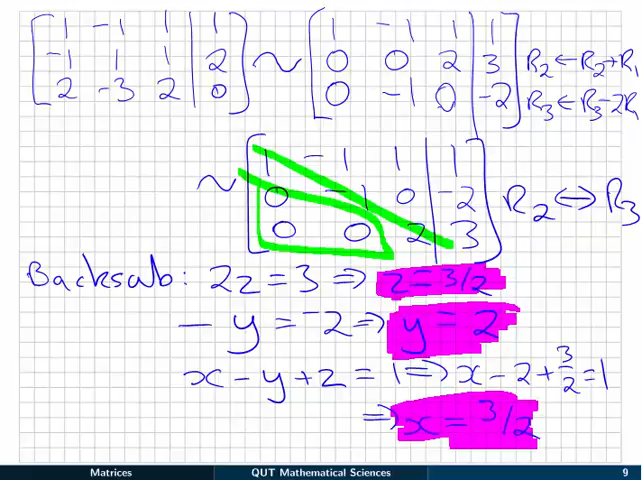 [ 1 -1 1 | 1 ] ~ [ 1 -1 1 | 1 ]
[ -1 1 1 | 2 ] [ 0 0 2 | 3 ] R₂ ← R₂ + R₁
[ 2 -3 2 | 0 ] [ 0 -1 0 | -2 ] R₃ ← R₃ - 2R₁
~ [ 1 -1 1 | 1 ]
[ 0 -1 0 | -2 ] R₂ ⟷ R₃
[ 0 0 2 | 3 ]
Backsub: 2z = 3 ⇒ z = 3/2
- y = -2 ⇒ y = 2
x - y + z = 1 ⇒ x - 2 + 3/2 = 1
⇒ x = 3/2
Matrices QUT Mathematical Sciences 9